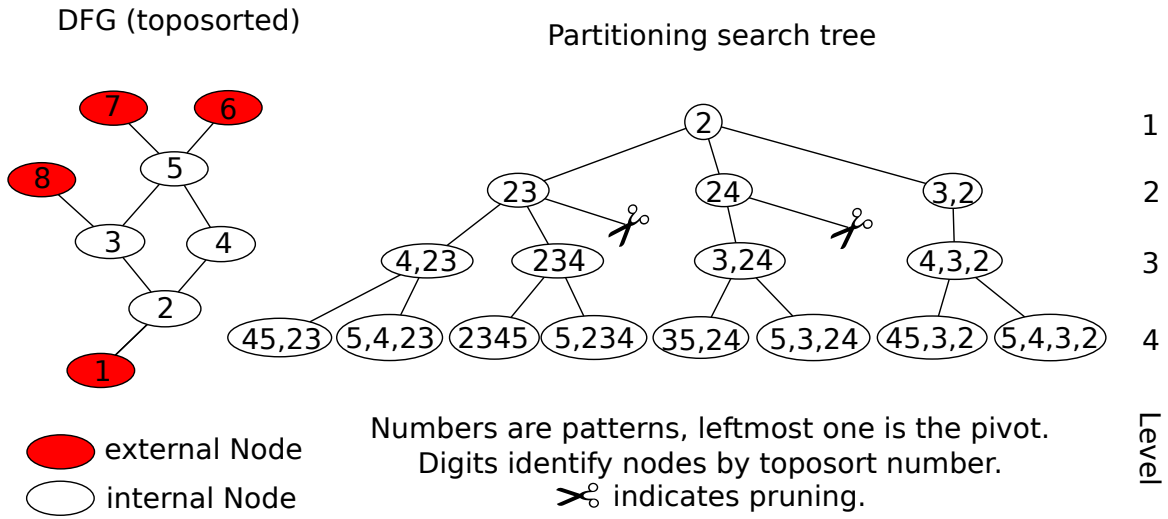 DFG (toposorted)
Partitioning search tree
7 6
5
8
3 4
2
1
2
23 24 3,2
4,23 234 3,24 4,3,2
45,23 5,4,23 2345 5,234 35,24 5,3,24 45,3,2 5,4,3,2
1
2
3
4
Level
external Node
internal Node
Numbers are patterns, leftmost one is the pivot.
Digits identify nodes by toposort number.
indicates pruning.